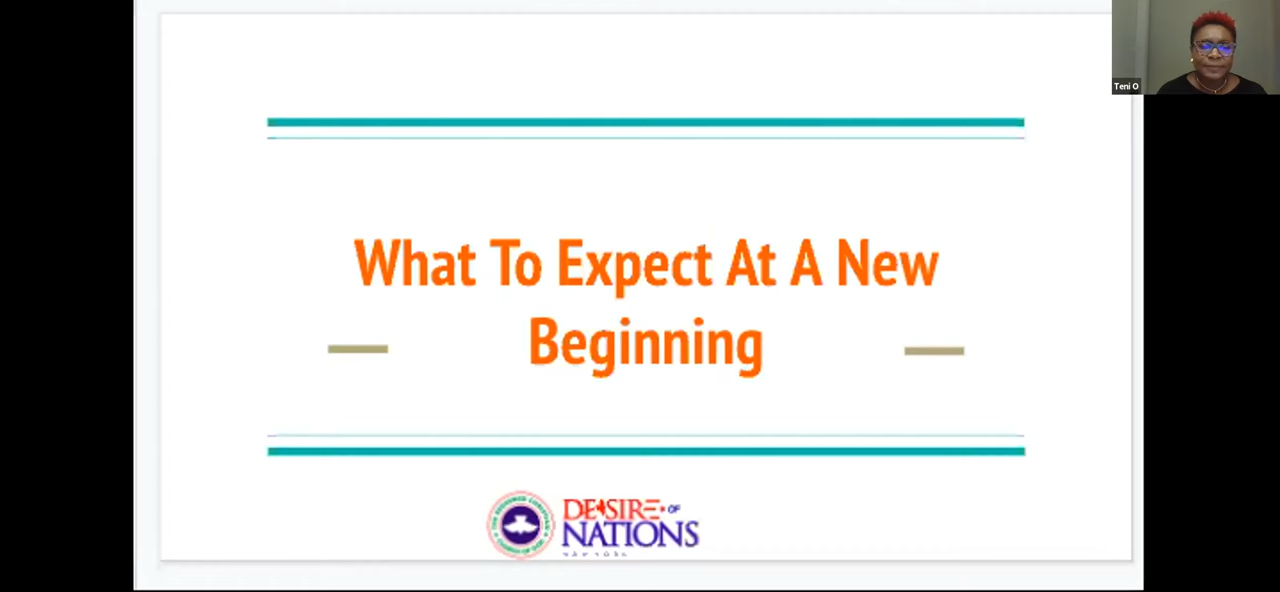 Teni O
What To Expect At A New
Beginning
DESIRE OF
NATIONS